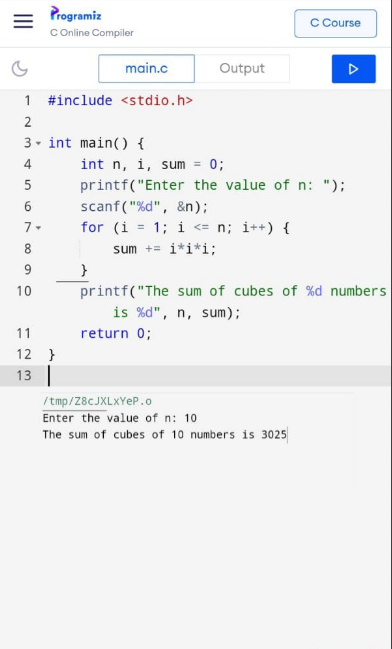 Programiz
C Online Compiler
C Course
main.c
Output
1 #include <stdio.h>
2
3 int main() {
4 int n, i, sum = 0;
5 printf("Enter the value of n: ");
6 scanf("%d", &n);
7 for (i = 1; i <= n; i++) {
8 sum += i*i*i;
9 }
10 printf("The sum of cubes of %d numbers
is %d", n, sum);
11 return 0;
12 }
13
/tmp/Z8cJXLxYeP.o
Enter the value of n: 10
The sum of cubes of 10 numbers is 3025